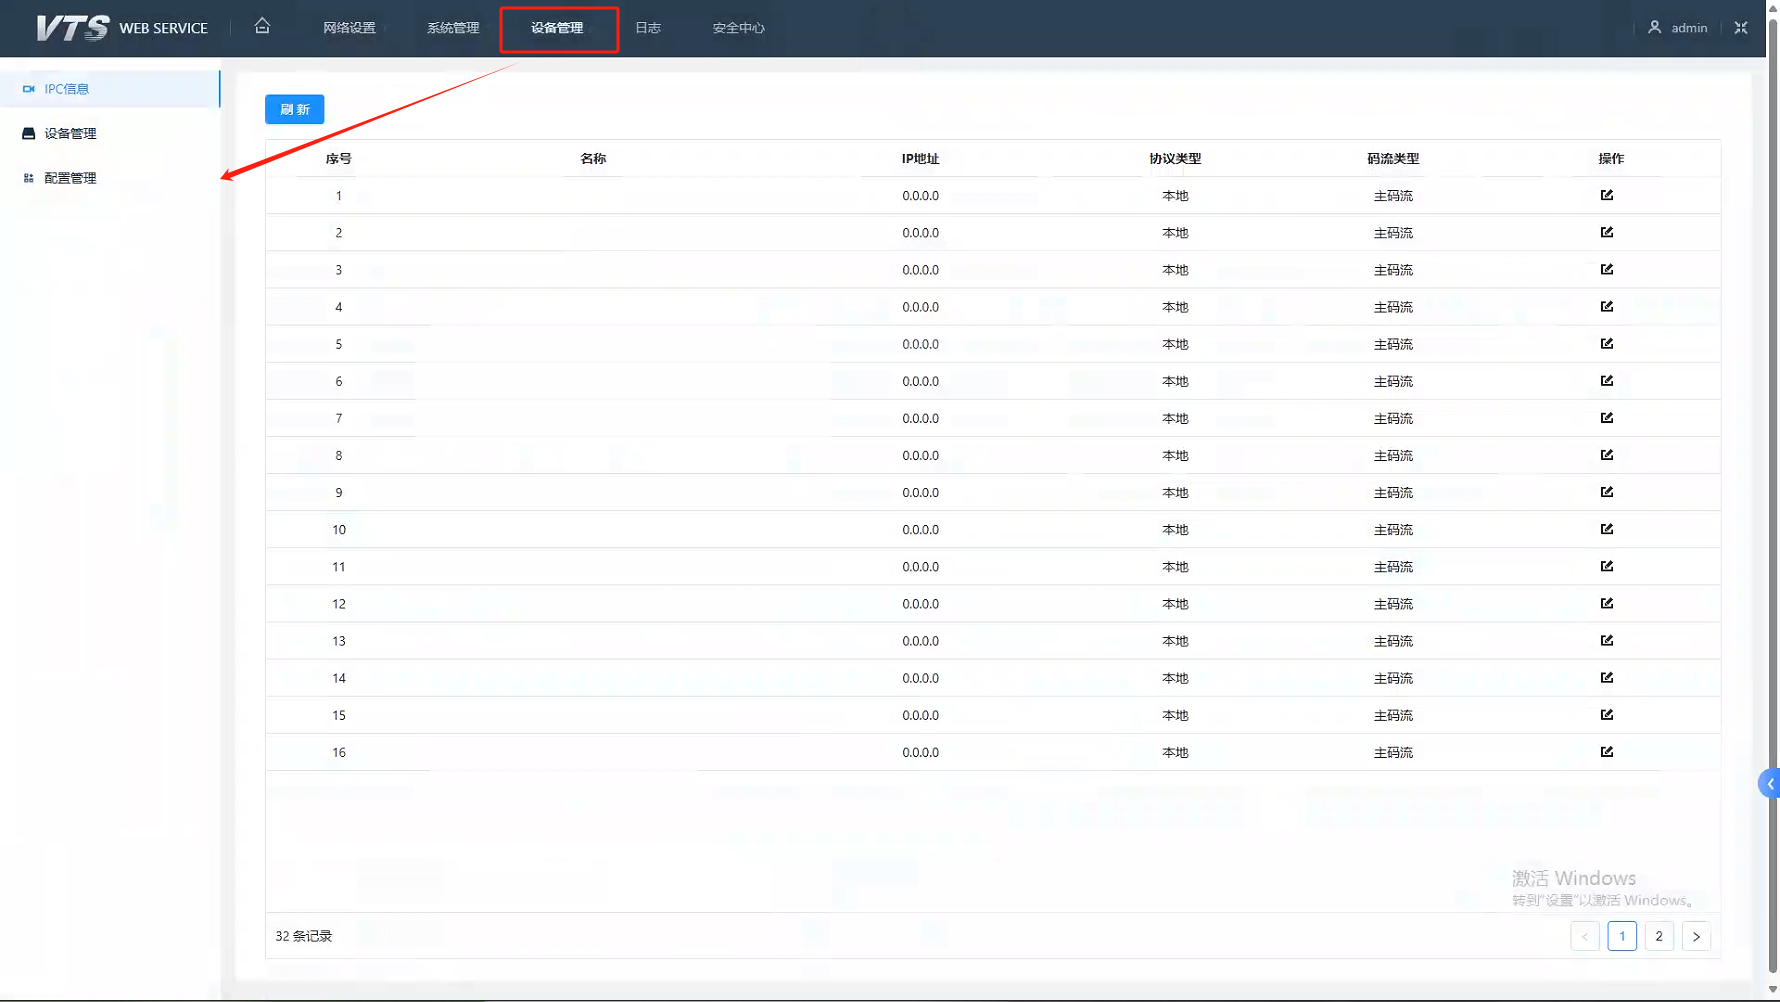 VTS WEB SERVICE 网络设置 系统管理 设备管理 日志 安全中心 admin
IPC信息
设备管理
配置管理
刷 新
序号 名称 IP地址 协议类型 码流类型 操作
1 0.0.0.0 本地 主码流
2 0.0.0.0 本地 主码流
3 0.0.0.0 本地 主码流
4 0.0.0.0 本地 主码流
5 0.0.0.0 本地 主码流
6 0.0.0.0 本地 主码流
7 0.0.0.0 本地 主码流
8 0.0.0.0 本地 主码流
9 0.0.0.0 本地 主码流
10 0.0.0.0 本地 主码流
11 0.0.0.0 本地 主码流
12 0.0.0.0 本地 主码流
13 0.0.0.0 本地 主码流
14 0.0.0.0 本地 主码流
15 0.0.0.0 本地 主码流
16 0.0.0.0 本地 主码流
激活 Windows
转到"设置"以激活 Windows。
32 条记录 < 1 2 >